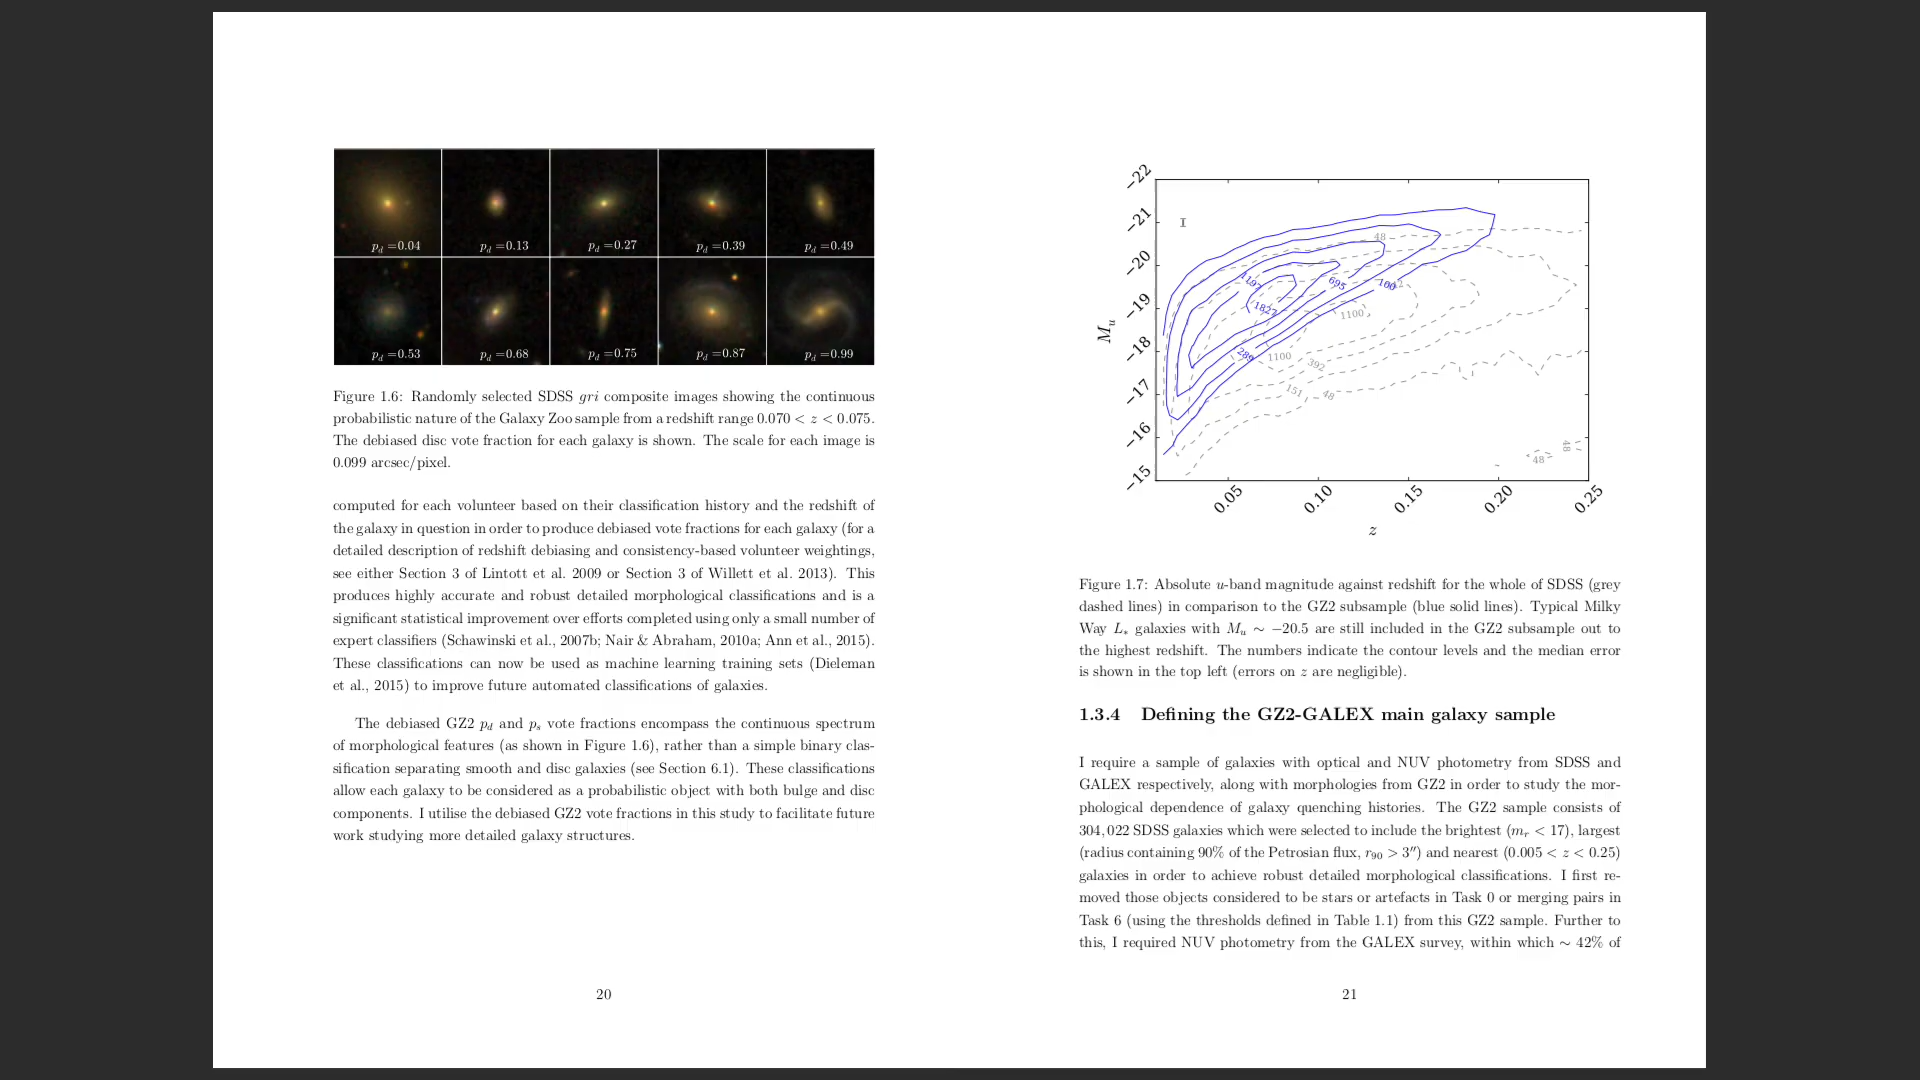 p_d =0.04
p_d =0.13
p_d =0.27
p_d =0.39
p_d =0.49
p_d =0.53
p_d =0.68
p_d =0.75
p_d =0.87
p_d =0.99
Figure 1.6: Randomly selected SDSS gri composite images showing the continuous
probabilistic nature of the Galaxy Zoo sample from a redshift range 0.070 < z < 0.075.
The debiased disc vote fraction for each galaxy is shown. The scale for each image is
0.099 arcsec/pixel.
computed for each volunteer based on their classification history and the redshift of
the galaxy in question in order to produce debiased vote fractions for each galaxy (for a
detailed description of redshift debiasing and consistency-based volunteer weightings,
see either Section 3 of Lintott et al. 2009 or Section 3 of Willett et al. 2013). This
produces highly accurate and robust detailed morphological classifications and is a
significant statistical improvement over efforts completed using only a small number of
expert classifiers (Schawinski et al., 2007b; Nair & Abraham, 2010a; Ann et al., 2015).
These classifications can now be used as machine learning training sets (Dieleman
et al., 2015) to improve future automated classifications of galaxies.
The debiased GZ2 p_d and p_s vote fractions encompass the continuous spectrum
of morphological features (as shown in Figure 1.6), rather than a simple binary clas-
sification separating smooth and disc galaxies (see Section 6.1). These classifications
allow each galaxy to be considered as a probabilistic object with both bulge and disc
components. I utilise the debiased GZ2 vote fractions in this study to facilitate future
work studying more detailed galaxy structures.
20
−22
−21
−20
−19
−18
−17
−16
−15
M_u
48
1197
695
100
1827
1100
289
1100
392
151
48
48
48
0.05
0.10
0.15
0.20
0.25
z
Figure 1.7: Absolute u-band magnitude against redshift for the whole of SDSS (grey
dashed lines) in comparison to the GZ2 subsample (blue solid lines). Typical Milky
Way L_* galaxies with M_u ∼ −20.5 are still included in the GZ2 subsample out to
the highest redshift. The numbers indicate the contour levels and the median error
is shown in the top left (errors on z are negligible).
1.3.4 Defining the GZ2-GALEX main galaxy sample
I require a sample of galaxies with optical and NUV photometry from SDSS and
GALEX respectively, along with morphologies from GZ2 in order to study the mor-
phological dependence of galaxy quenching histories. The GZ2 sample consists of
304,022 SDSS galaxies which were selected to include the brightest (m_r < 17), largest
(radius containing 90% of the Petrosian flux, r_90 > 3″) and nearest (0.005 < z < 0.25)
galaxies in order to achieve robust detailed morphological classifications. I first re-
moved those objects considered to be stars or artefacts in Task 0 or merging pairs in
Task 6 (using the thresholds defined in Table 1.1) from this GZ2 sample. Further to
this, I required NUV photometry from the GALEX survey, within which ∼ 42% of
21